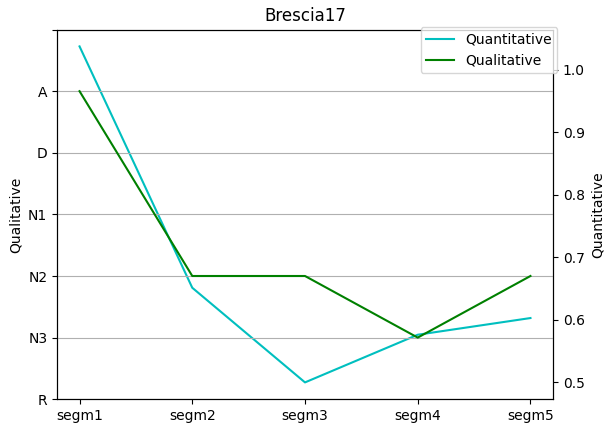 Brescia17
Quantitative
Qualitative
A
D
N1
N2
N3
R
Qualitative
1.0
0.9
0.8
0.7
0.6
0.5
Quantitative
segm1 segm2 segm3 segm4 segm5